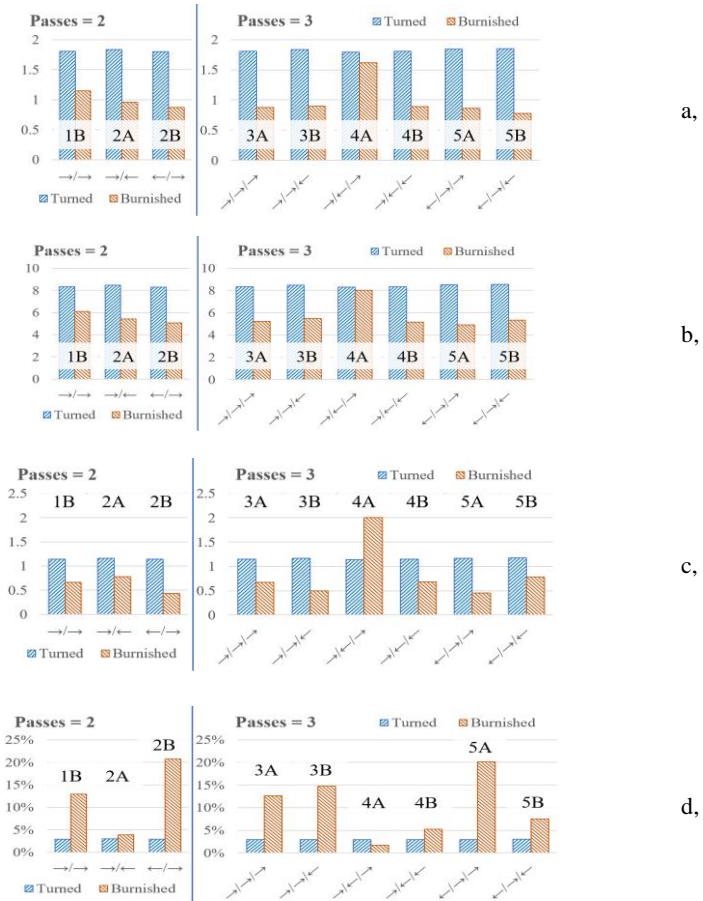 Passes = 2
2
1.5
1
0.5
0
1B 2A 2B
→/→ →/← ←/→
Turned Burnished
Passes = 3
2
1.5
1
0.5
0
3A 3B 4A 4B 5A 5B
→/→/→ →/→/← →/←/→ →/←/← ←/→/→ ←/→/←
Turned Burnished
a,
Passes = 2
10
8
6
4
2
0
1B 2A 2B
→/→ →/← ←/→
Turned Burnished
Passes = 3
Turned Burnished
10
8
6
4
2
0
3A 3B 4A 4B 5A 5B
→/→/→ →/→/← →/←/→ →/←/← ←/→/→ ←/→/←
b,
Passes = 2
2.5
2
1.5
1
0.5
0
1B 2A 2B
→/→ →/← ←/→
Turned Burnished
Passes = 3
Turned Burnished
2.5
2
1.5
1
0.5
0
3A 3B 4A 4B 5A 5B
→/→/→ →/→/← →/←/→ →/←/← ←/→/→ ←/→/←
c,
Passes = 2
25%
20%
15%
10%
5%
0%
1B 2A 2B
→/→ →/← ←/→
Turned Burnished
Passes = 3
Turned Burnished
25%
20%
15%
10%
5%
0%
3A 3B 4A 4B 5A 5B
→/→/→ →/→/← →/←/→ →/←/← ←/→/→ ←/→/←
d,